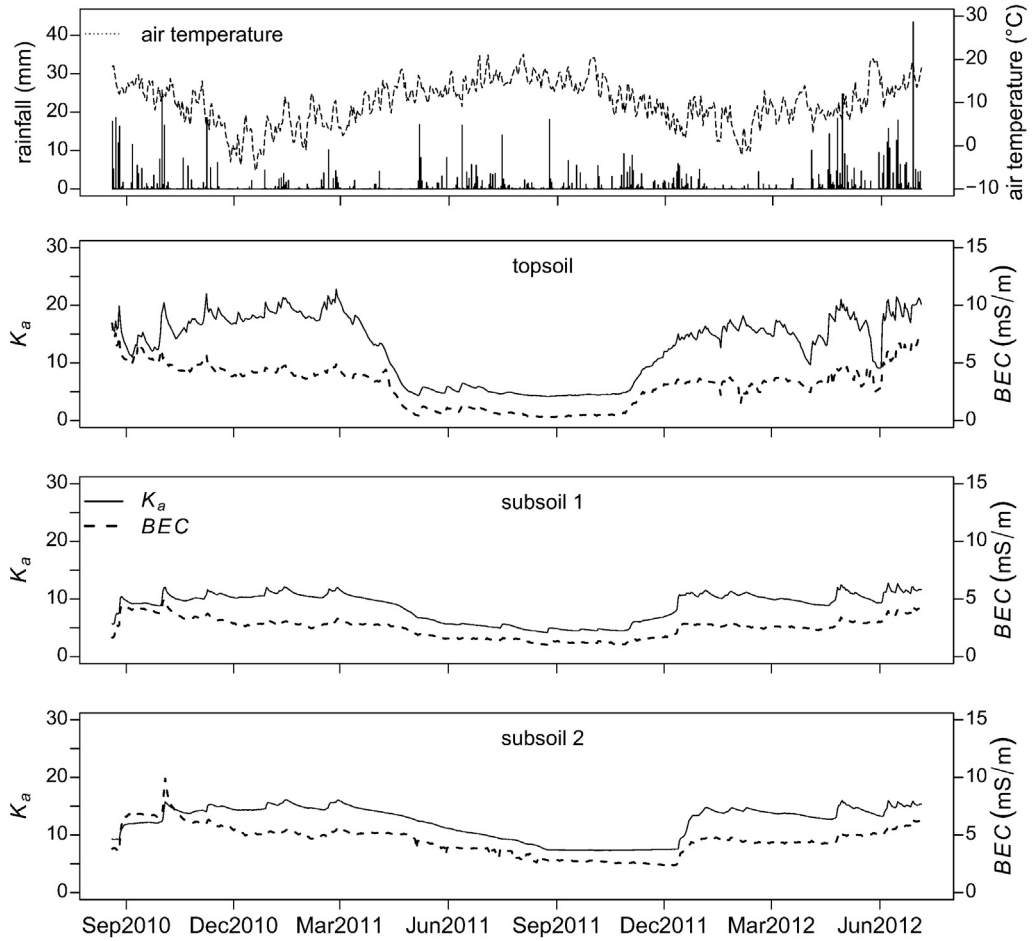 rainfall (mm)
40
30
20
10
0
air temperature
30
20
10
0
−10
air temperature (°C)
topsoil
Ka
30
20
10
0
15
10
5
0
BEC (mS/m)
subsoil 1
Ka
BEC
Ka
30
20
10
0
15
10
5
0
BEC (mS/m)
subsoil 2
Ka
30
20
10
0
15
10
5
0
BEC (mS/m)
Sep2010 Dec2010 Mar2011 Jun2011 Sep2011 Dec2011 Mar2012 Jun2012